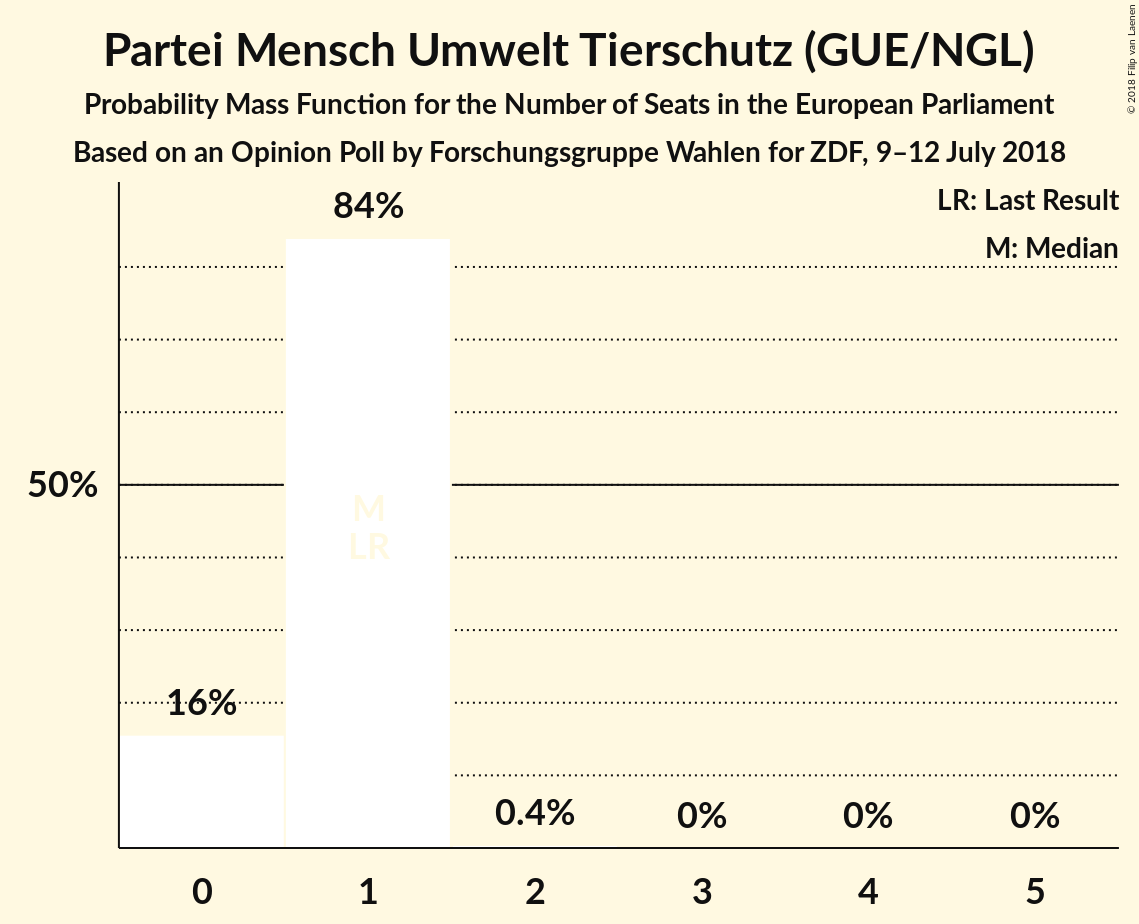 Partei Mensch Umwelt Tierschutz (GUE/NGL)
Probability Mass Function for the Number of Seats in the European Parliament
Based on an Opinion Poll by Forschungsgruppe Wahlen for ZDF, 9–12 July 2018
© 2018 Filip van Laenen
LR: Last Result
M: Median
84%
50%
M
LR
16%
0.4%
0%
0%
0%
0
1
2
3
4
5